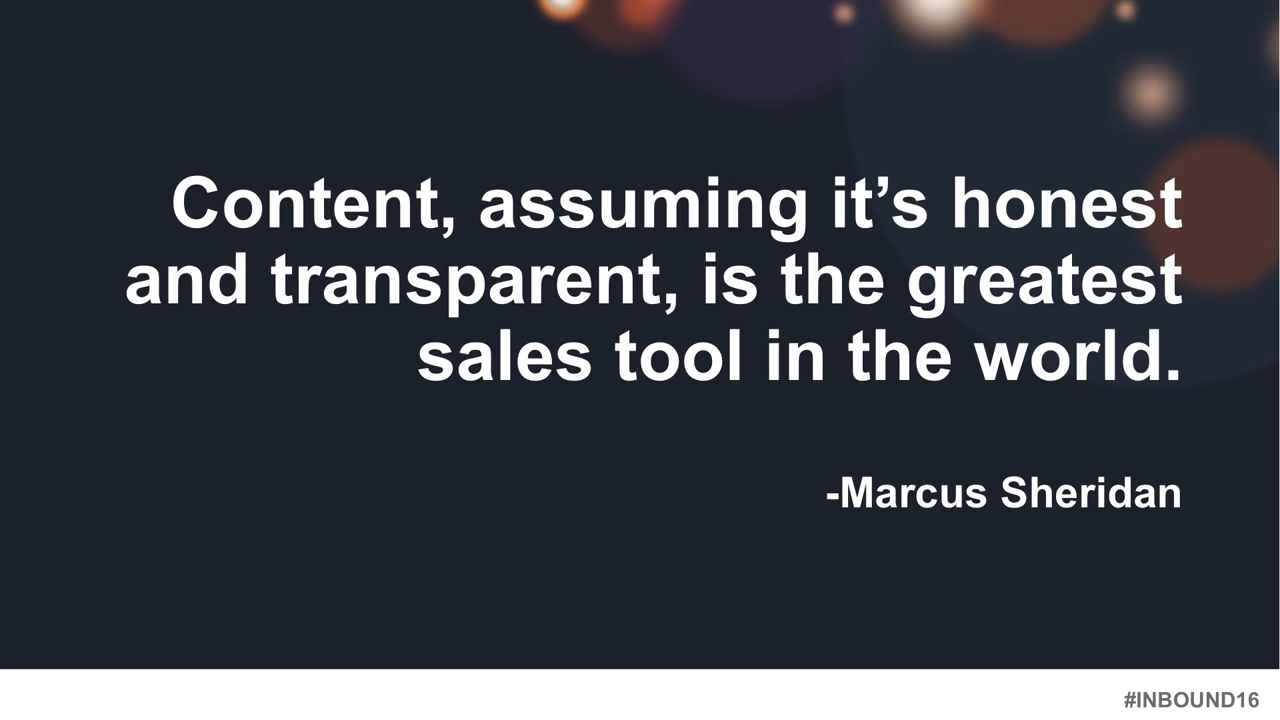 Content, assuming it’s honest
and transparent, is the greatest
sales tool in the world.
-Marcus Sheridan
#INBOUND16